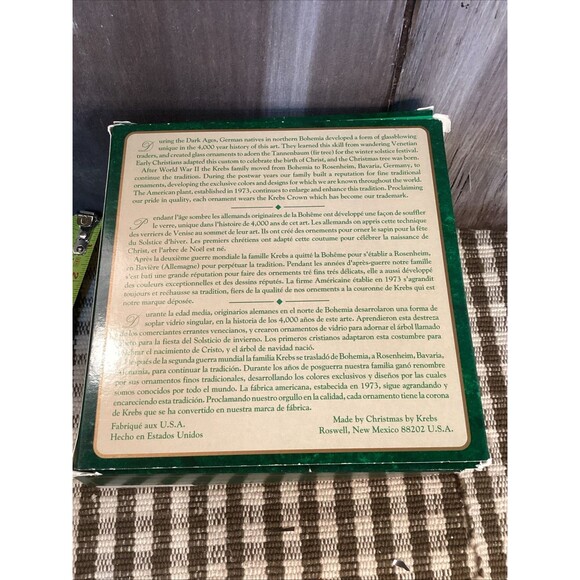 During the Dark Ages, German natives in northern Bohemia developed a form of glassblowing
unique in the 4,000 year history of this art. They learned this skill from wandering Venetian
traders, and created glass ornaments to adorn the Tannenbaum (fir tree) for the winter solstice festival.
Early Christians adapted this custom to celebrate the birth of Christ, and the Christmas tree was born.
After World War II the Krebs family moved from Bohemia to Rosenheim, Bavaria, Germany, to
continue the tradition. During the postwar years our family built a reputation for fine traditional
ornaments, developing the exclusive colors and designs for which we are known throughout the world.
The American plant, established in 1973, continues to enlarge and enhance this tradition. Proclaiming
our pride in quality, each ornament wears the Krebs Crown which has become our trademark.
Pendant l'âge sombre les allemands originaires de la Bohême ont développé une façon de souffler
le verre, unique dans l'histoire de 4,000 ans de cet art. Les allemands on appris cette technique
des verriers de Venise au sommet de leur art. Ils ont créé des ornements pour orner le sapin pour la fête
du Solstice d'hiver. Les premiers chrétiens ont adapté cette coutume pour célébrer la naissance de
Christ, et l'arbre de Noël est né.
Après la deuxième guerre mondiale la famille Krebs a quitté la Bohême pour s'établir a Rosenheim,
en Bavière (Allemagne) pour perpetuar la tradition. Pendant les années d'après-guerre notre famille
s'est bati une grande réputation pour faire des ornements tré fins trés délicats, elle a aussi développé
des couleurs exceptionnelles et des dessins réputés. La firme Américaine établie en 1973 s'agrandit
toujours et rechausse sa tradition, fiers de la qualité de nos ornements a la couronne de Krebs qui est
notre marque déposée.
Durante la edad media, originarios alemanes en el norte de Bohemia desarrolaron una forma de
soplar vidrio singular, en la historia de los 4,000 años de este arte. Aprendieron esta destreza
de los comerciantes errantes venecianos, y crearon ornamentos de vidrio para adornar el árbol llamado
para la fiesta del Solsticio de invierno. Los primeros cristianos adaptaron esta costumbre para
el nacimiento de Cristo, y el árbol de navidad nació.
después de la segunda guerra mundial la família Krebs se trasladó de Bohemia, a Rosenheim, Bavaria,
para continuar la tradición. Durante los años de posguerra nuestra familia ganó renombre
por sus ornamentos finos tradicionales, desarrollando los colores exclusivos y diseños por las cuales
somos conocidos por todo el mundo. La fábrica americana, establecida en 1973, sigue agrandando y
encareciendo esta tradición. Proclamando nuestro orgullo en la calidad, cada ornamento tiene la corona
de Krebs que se ha convertido en nuestra marca de fábrica.
Fabriqué aux U.S.A.
Hecho en Estados Unidos
Made by Christmas by Krebs
Roswell, New Mexico 88202 U.S.A.